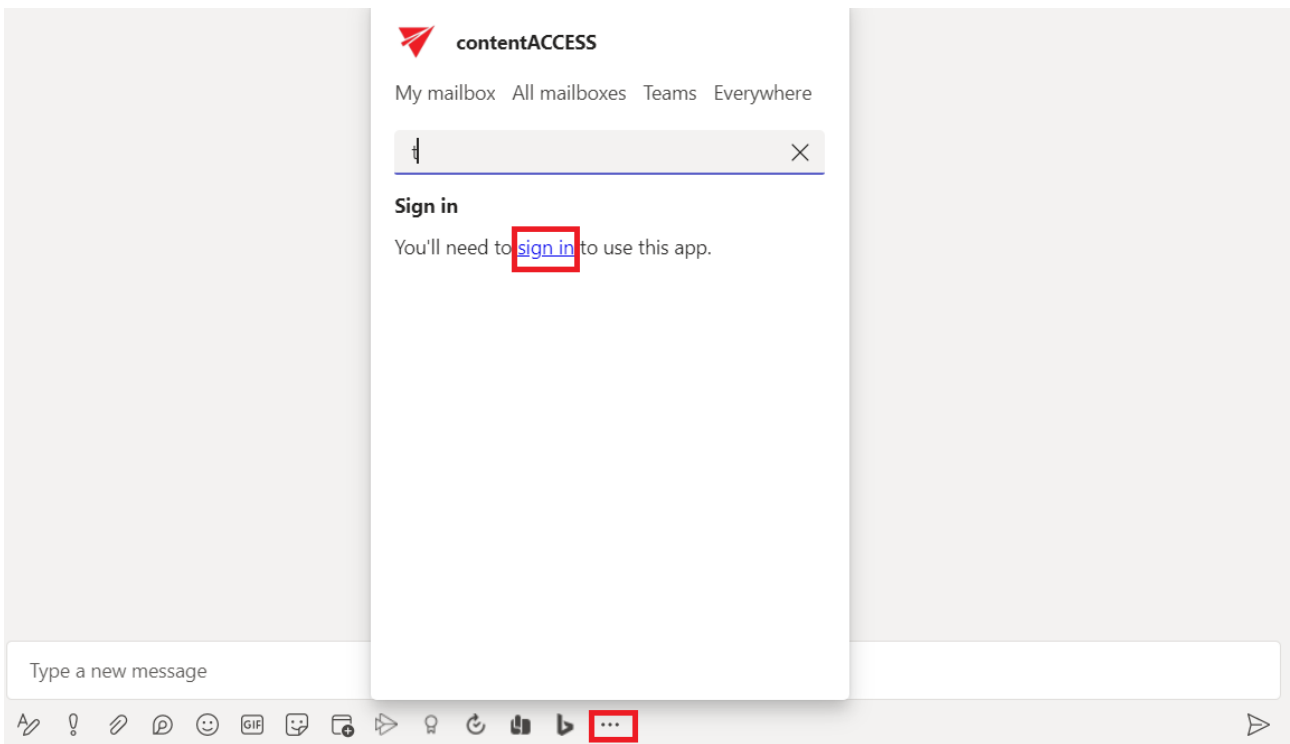 contentACCESS
My mailbox All mailboxes Teams Everywhere
t
Sign in
You'll need to sign in to use this app.
Type a new message
GIF